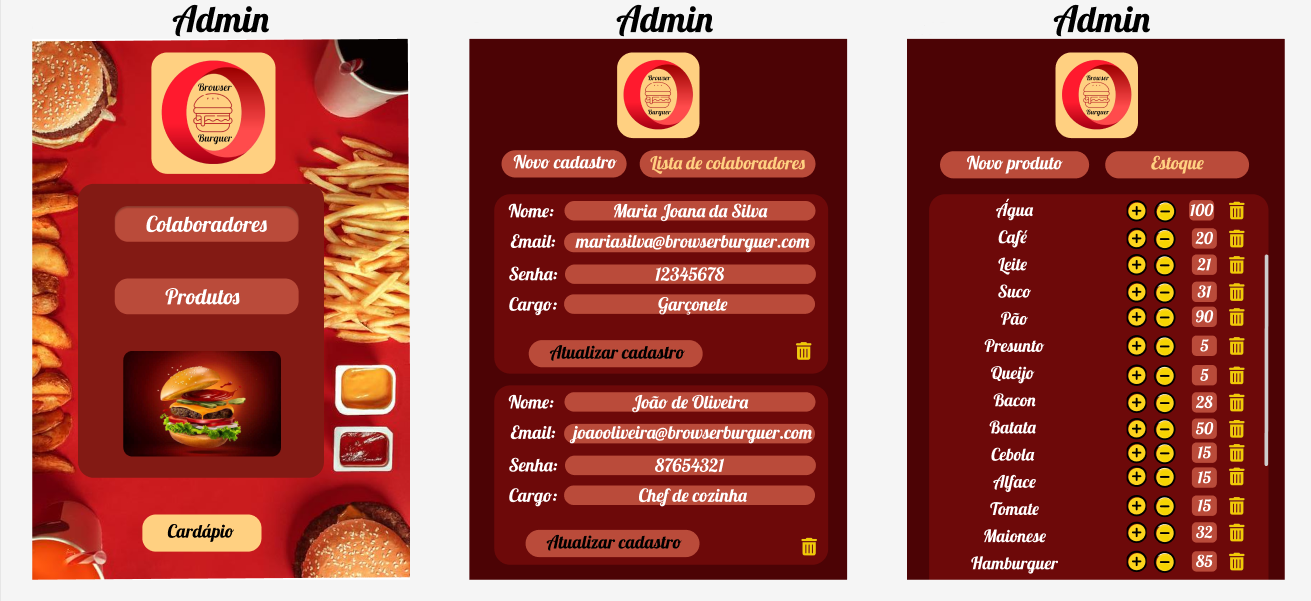 Admin
Browser
Burguer
Colaboradores
Produtos
Cardápio
Admin
Browser
Burguer
Novo cadastro
Lista de colaboradores
Nome: Maria Joana da Silva
Email: mariasilva@browserburguer.com
Senha: 12345678
Cargo: Garçonete
Atualizar cadastro
Nome: João de Oliveira
Email: joaooliveira@browserburguer.com
Senha: 87654321
Cargo: Chef de cozinha
Atualizar cadastro
Admin
Browser
Burguer
Novo produto
Estoque
Água + - 100
Café + - 20
Leite + - 21
Suco + - 31
Pão + - 90
Presunto + - 5
Queijo + - 5
Bacon + - 28
Batata + - 50
Cebola + - 15
Alface + - 15
Tomate + - 15
Maionese + - 32
Hamburguer + - 85